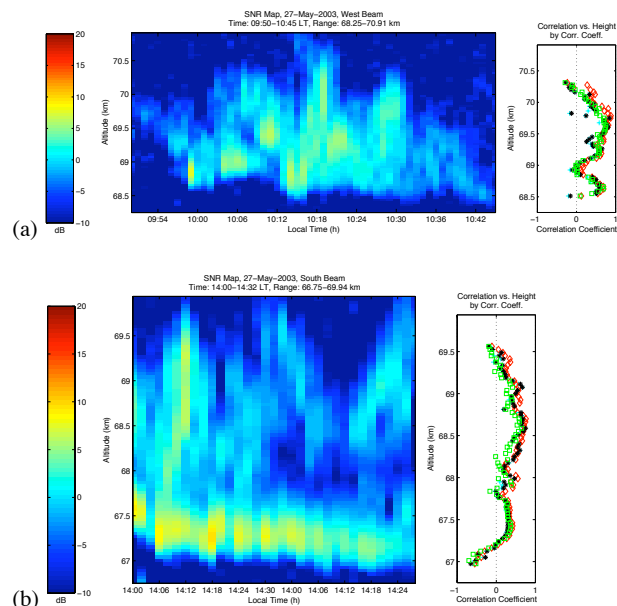 SNR Map, 27-May-2003, West Beam
Time: 09:50-10:45 LT, Range: 68.25-70.91 km
Correlation vs. Height
by Corr. Coeff.
20
15
10
5
0
-5
-10
dB
Altitude (km)
70.5
70
69.5
69
68.5
09:54 10:00 10:06 10:12 10:18 10:24 10:30 10:36 10:42
Local Time (h)
Altitude (km)
70.5
70
69.5
69
68.5
-1 0 1
Correlation Coefficient
(a)
SNR Map, 27-May-2003, South Beam
Time: 14:00-14:32 LT, Range: 66.75-69.94 km
Correlation vs. Height
by Corr. Coeff.
20
15
10
5
0
-5
-10
dB
Altitude (km)
69.5
69
68.5
68
67.5
67
14:00 14:04 14:06 14:08 14:10 14:12 14:14 14:16 14:18 14:20 14:22 14:24
Local Time (h)
Altitude (km)
69.5
69
68.5
68
67.5
67
-1 0 1
Correlation Coefficient
(b)